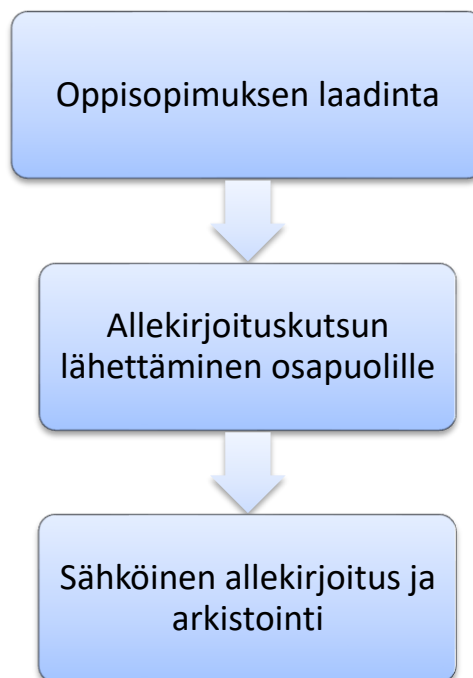 Oppisopimuksen laadinta
Allekirjoituskutsun
lähettäminen osapuolille
Sähköinen allekirjoitus ja
arkistointi